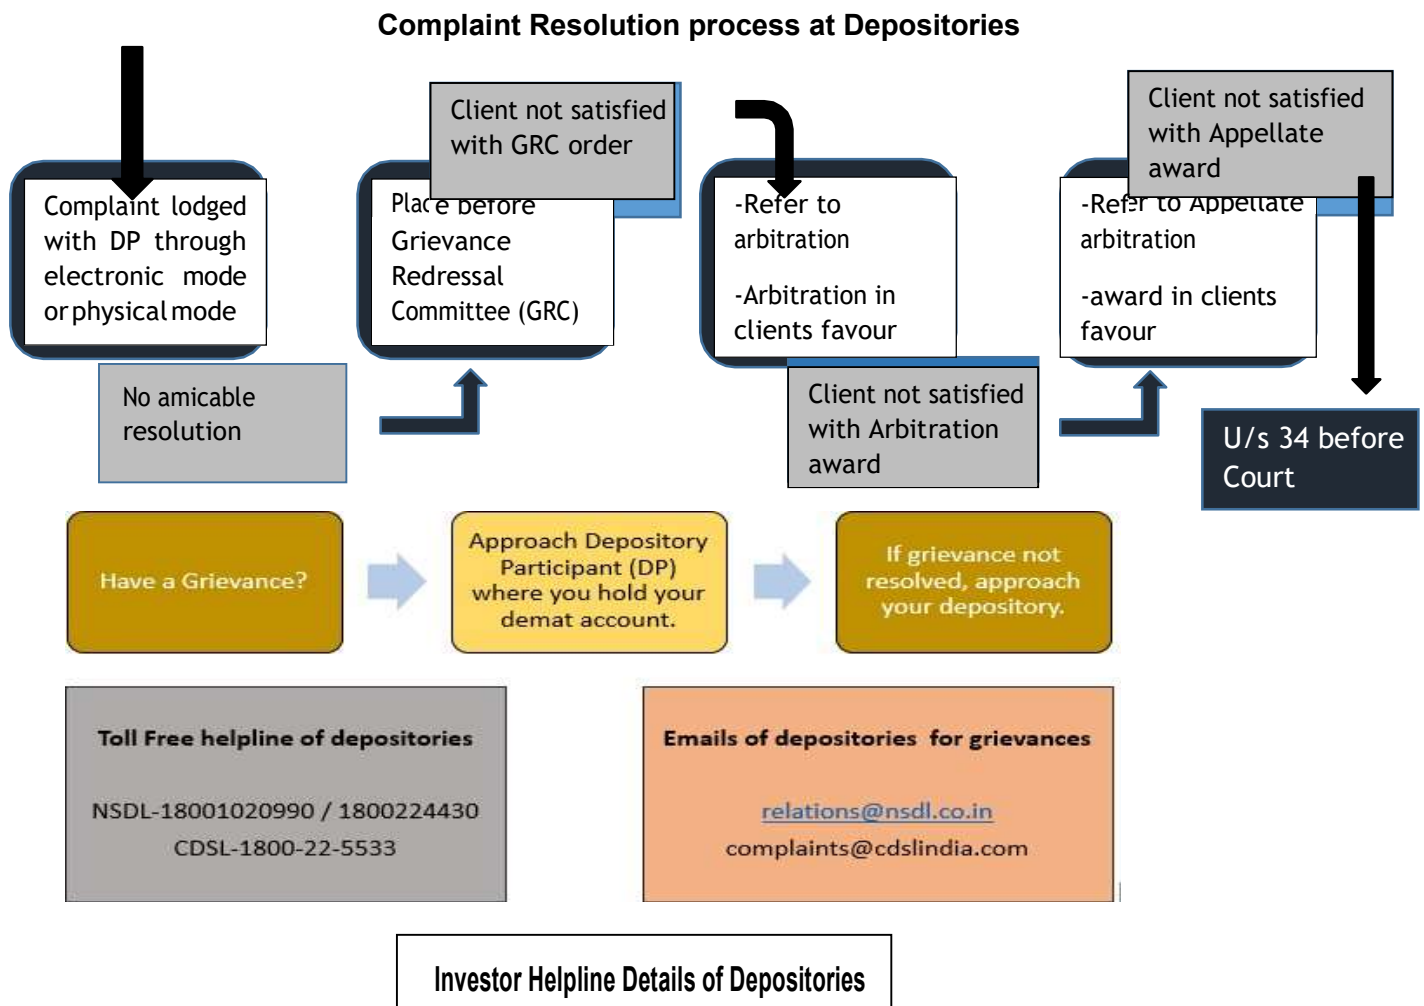 Complaint Resolution process at Depositories
Client not satisfied
with GRC order
Client not satisfied
with Appellate
award
Complaint lodged
with DP through
electronic mode
or physical mode
Place before
Grievance
Redressal
Committee (GRC)
-Refer to
arbitration
-Arbitration in
clients favour
-Refer to Appellate
arbitration
-award in clients
favour
No amicable
resolution
Client not satisfied
with Arbitration
award
U/s 34 before
Court
Have a Grievance?
Approach Depository
Participant (DP)
where you hold your
demat account.
If grievance not
resolved, approach
your depository.
Toll Free helpline of depositories
NSDL-18001020990 / 1800224430
CDSL-1800-22-5533
Emails of depositories for grievances
relations@nsdl.co.in
complaints@cdslindia.com
Investor Helpline Details of Depositories